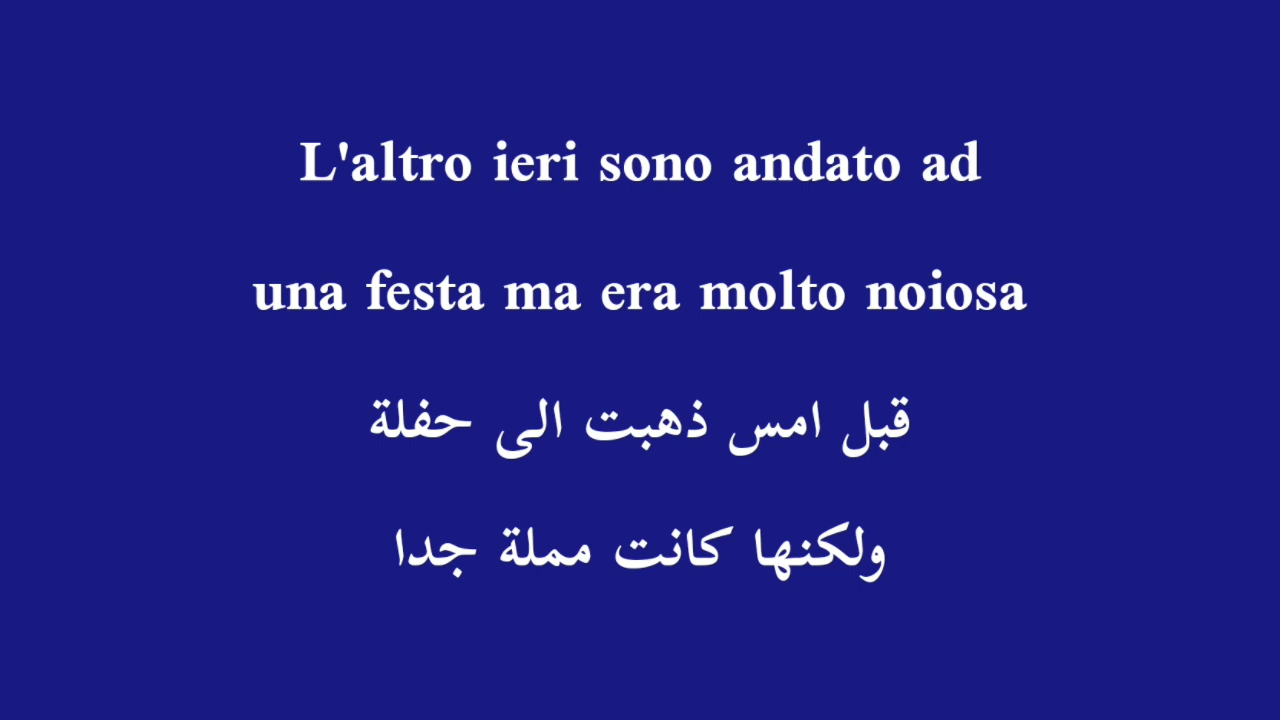 L'altro ieri sono andato ad
una festa ma era molto noiosa
قبل امس ذهبت الى حفلة
ولكنها كانت مملة جدا